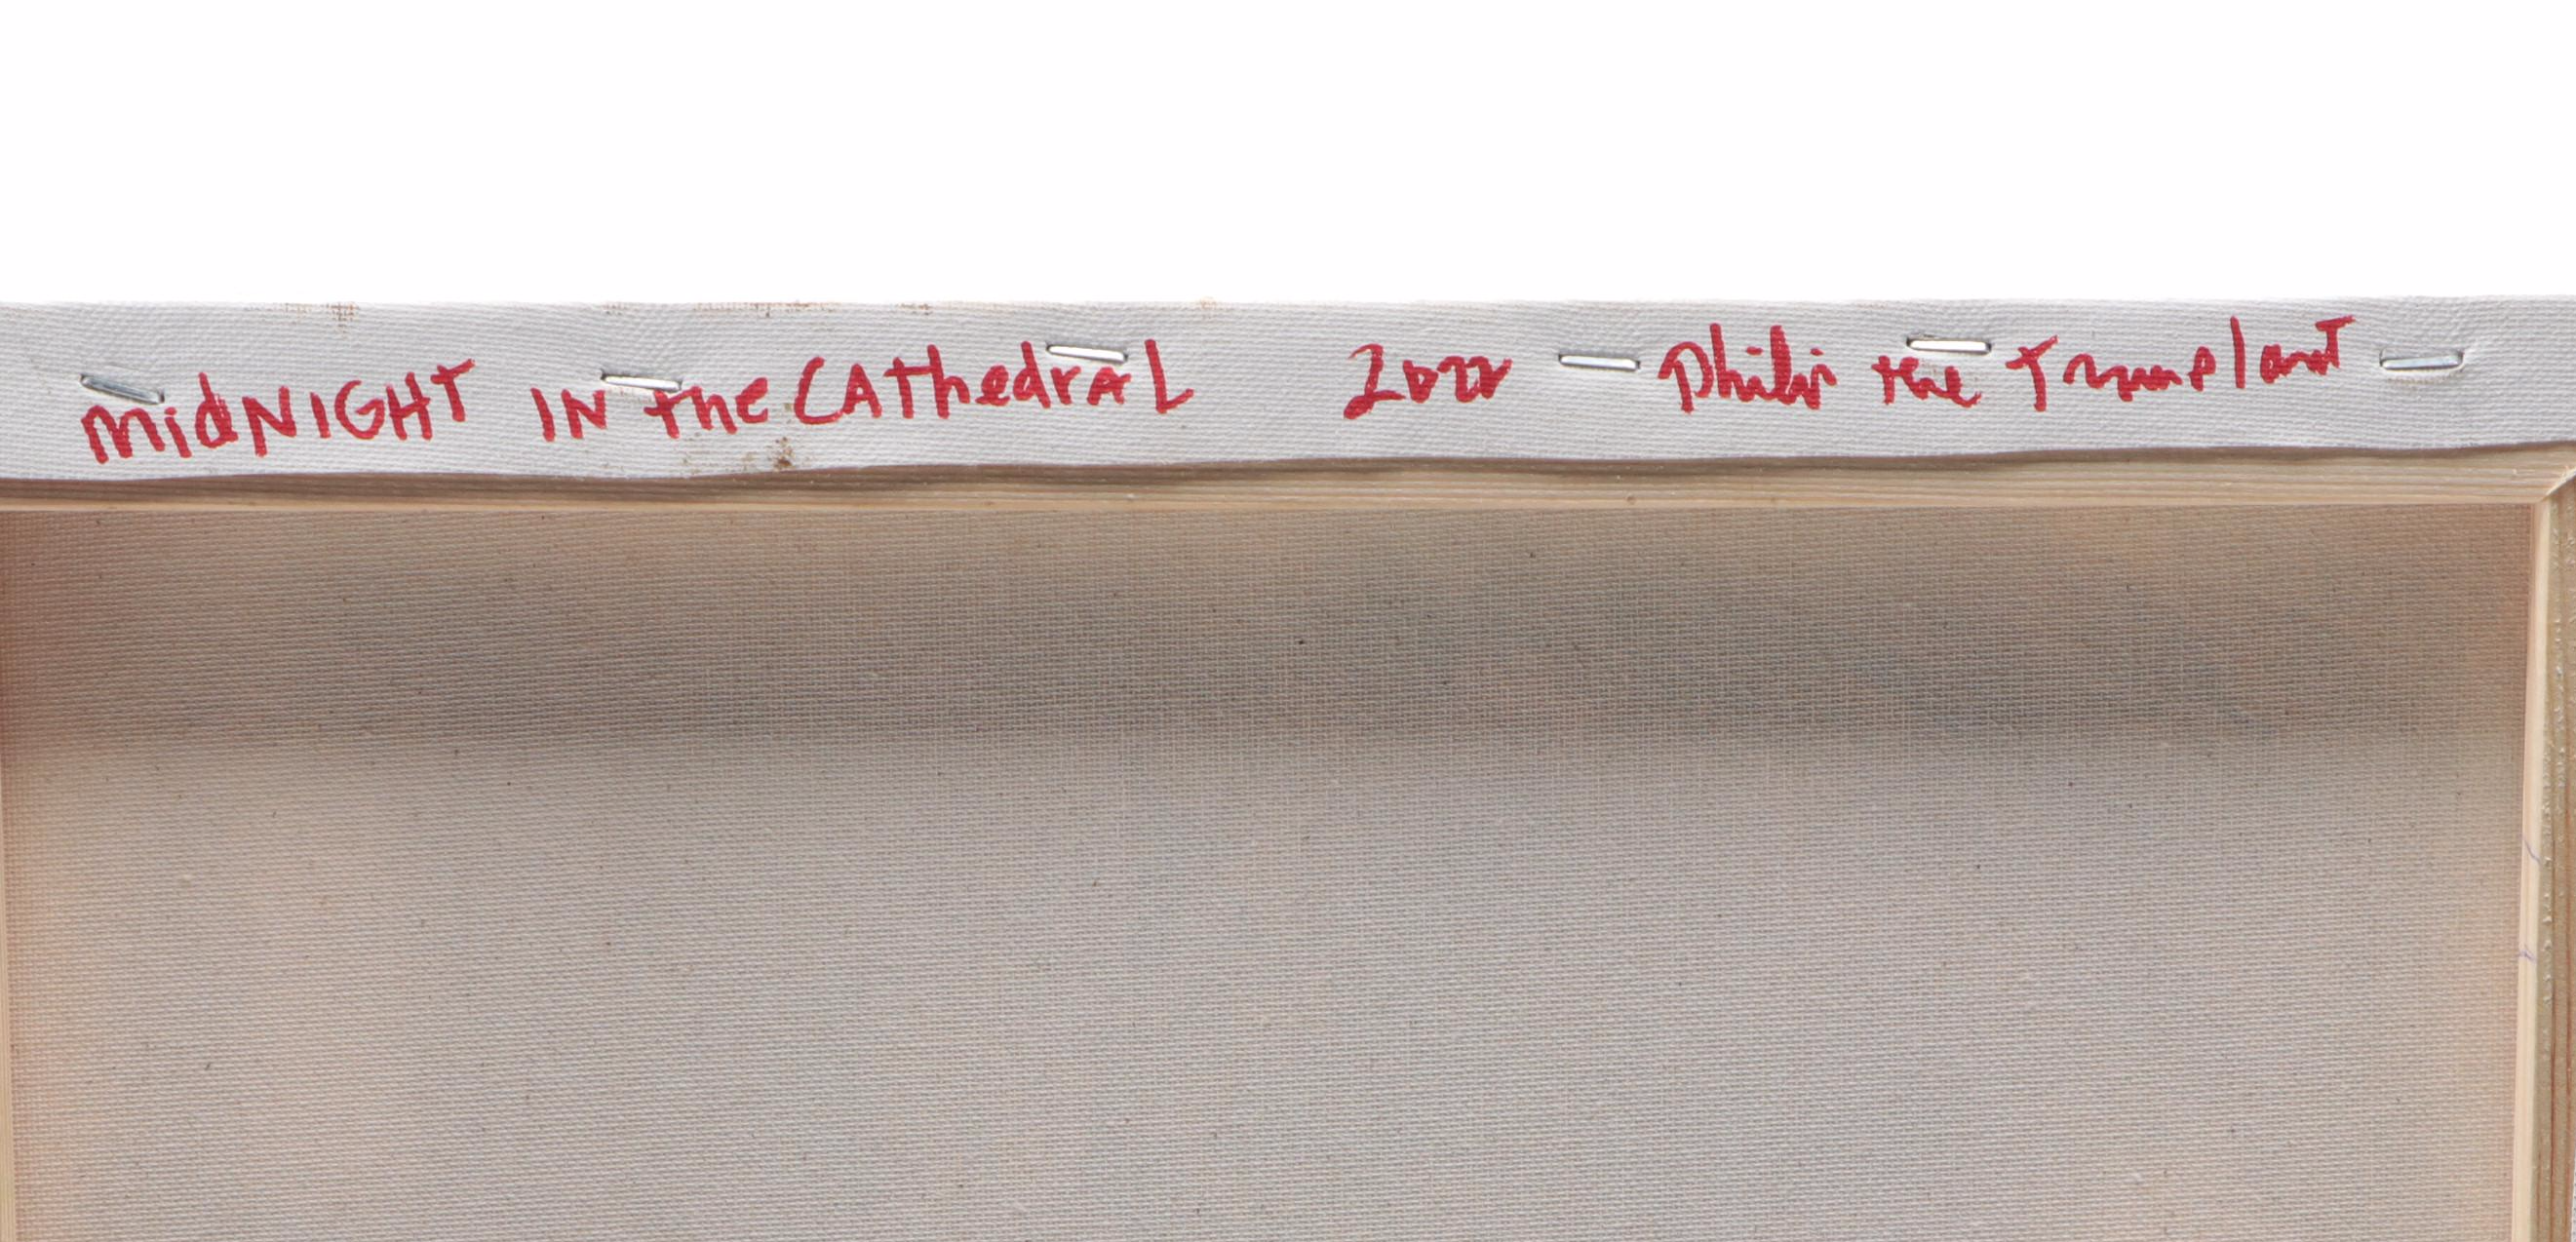 MidNIGHT IN the CAthedrAL 2022 Philip the Transplant